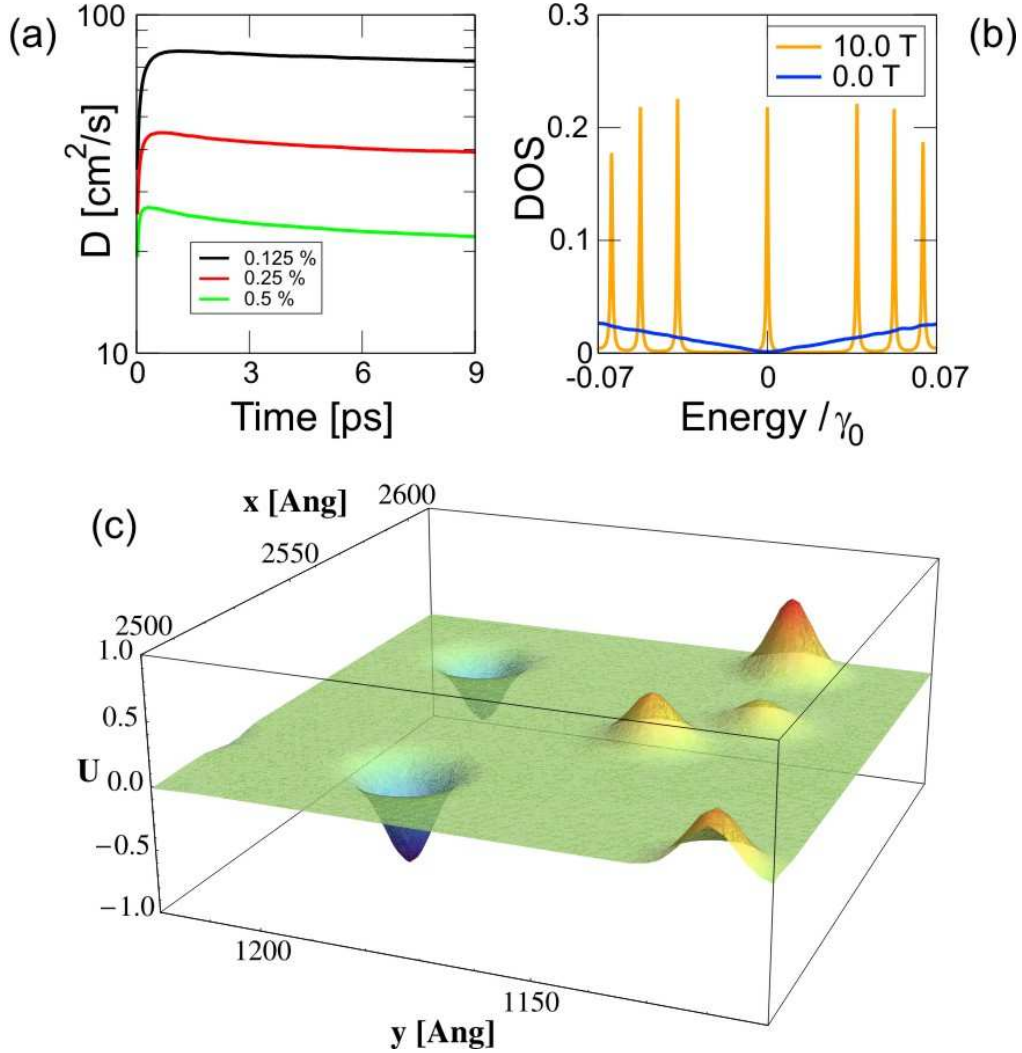 (a)
100
10
D [cm²/s]
0.125 %
0.25 %
0.5 %
0 3 6 9
Time [ps]
(b)
0.3
0.2
0.1
0
DOS
10.0 T
0.0 T
-0.07 0 0.07
Energy / γ₀
(c)
x [Ang]
2600
2550
2500
1.0
0.5
U 0.0
−0.5
−1.0
1200
1150
y [Ang]